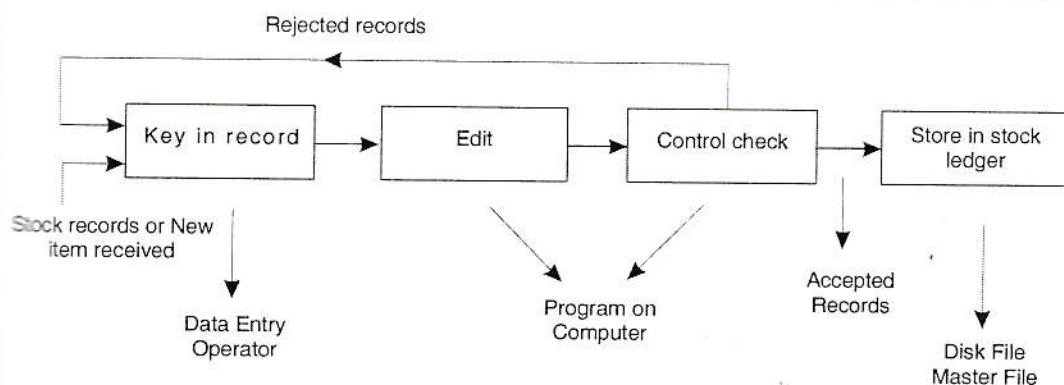 Rejected records
Key in record
Edit
Control check
Store in stock
ledger
Stock records or New
item received
Data Entry
Operator
Program on
Computer
Accepted
Records
Disk File
Master File